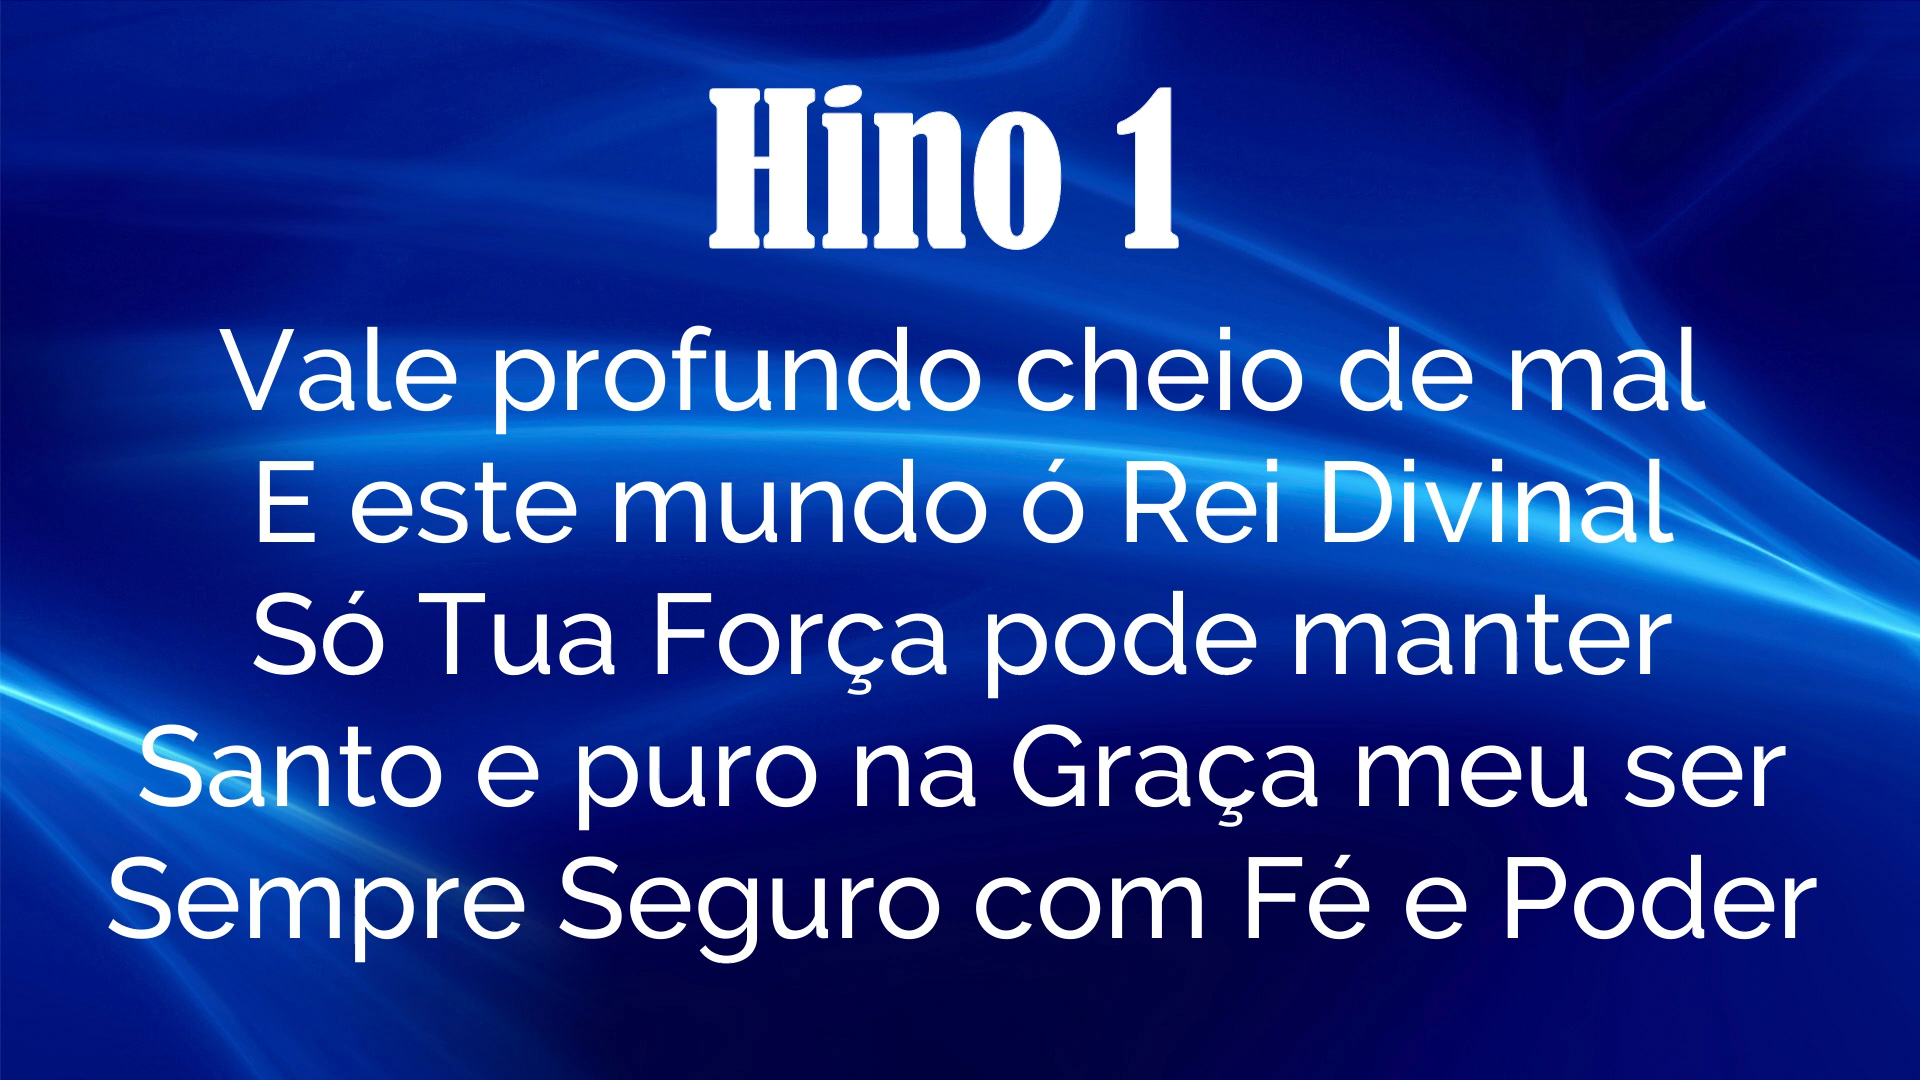 Hino 1
Vale profundo cheio de mal
E este mundo ó Rei Divinal
Só Tua Força pode manter
Santo e puro na Graça meu ser
Sempre Seguro com Fé e Poder